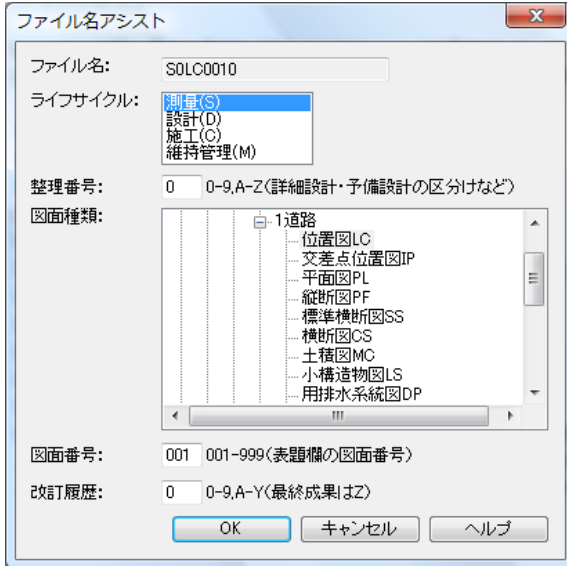 ファイル名アシスト
ファイル名: S0LC0010
ライフサイクル: 測量(S)
設計(D)
施工(C)
維持管理(M)
整理番号: 0 0-9,A-Z(詳細設計・予備設計の区分けなど)
図面種類: 1道路
位置図LC
交差点位置図IP
平面図PL
縦断図PF
標準横断図SS
横断図CS
土積図MC
小構造物図LS
用排水系統図DP
図面番号: 001 001-999(表題欄の図面番号)
改訂履歴: 0 0-9,A-Y(最終成果はZ)
OK キャンセル ヘルプ